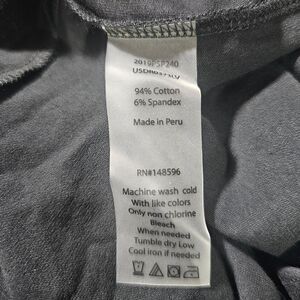 2019PSP240
94% Cotton
6% Spandex
Made in Peru
RN#148596
Machine wash cold
With like colors
Only non chlorine
Bleach
When needed
Tumble dry Low
Cool iron if needed